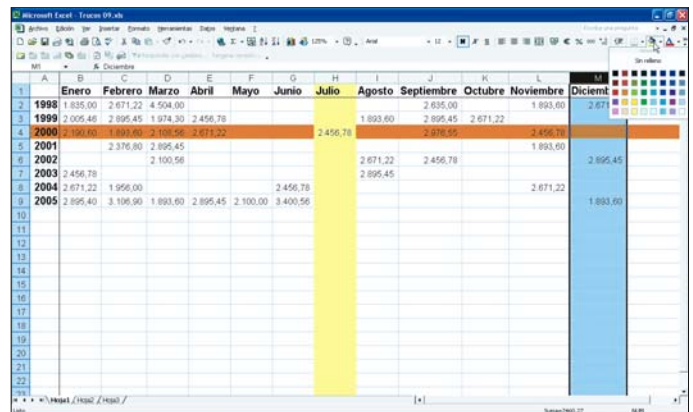 Microsoft Excel - Trucos 09.xls
Archivo Edición Ver Insertar Formato Herramientas Datos Ventana ?
125% Arial 12 N K S € %
M1 Diciembre
Sin relleno
A B C D E F G H I J K L M
1 Enero Febrero Marzo Abril Mayo Junio Julio Agosto Septiembre Octubre Noviembre Diciemb
2 1998 1.835,00 2.671,22 4.504,00 2.635,00 1.893,60 2.671
3 1999 2.005,46 2.895,45 1.974,30 2.456,78 1.893,60 2.895,45 2.671,22
4 2000 2.190,60 1.893,60 2.108,56 2.671,22 2.456,78 2.976,55 2.456,78
5 2001 2.376,80 2.895,45 1.893,60
6 2002 2.100,56 2.671,22 2.456,78 2.895,45
7 2003 2.456,78 2.895,45
8 2004 2.671,22 1.956,00 2.456,78 2.671,22
9 2005 2.895,40 3.106,90 1.893,60 2.895,45 2.100,00 3.400,56 1.893,60
10
11
12
13
14
15
16
17
18
19
20
21
22
23
Hoja1 / Hoja2 / Hoja3 /
Listo NUM